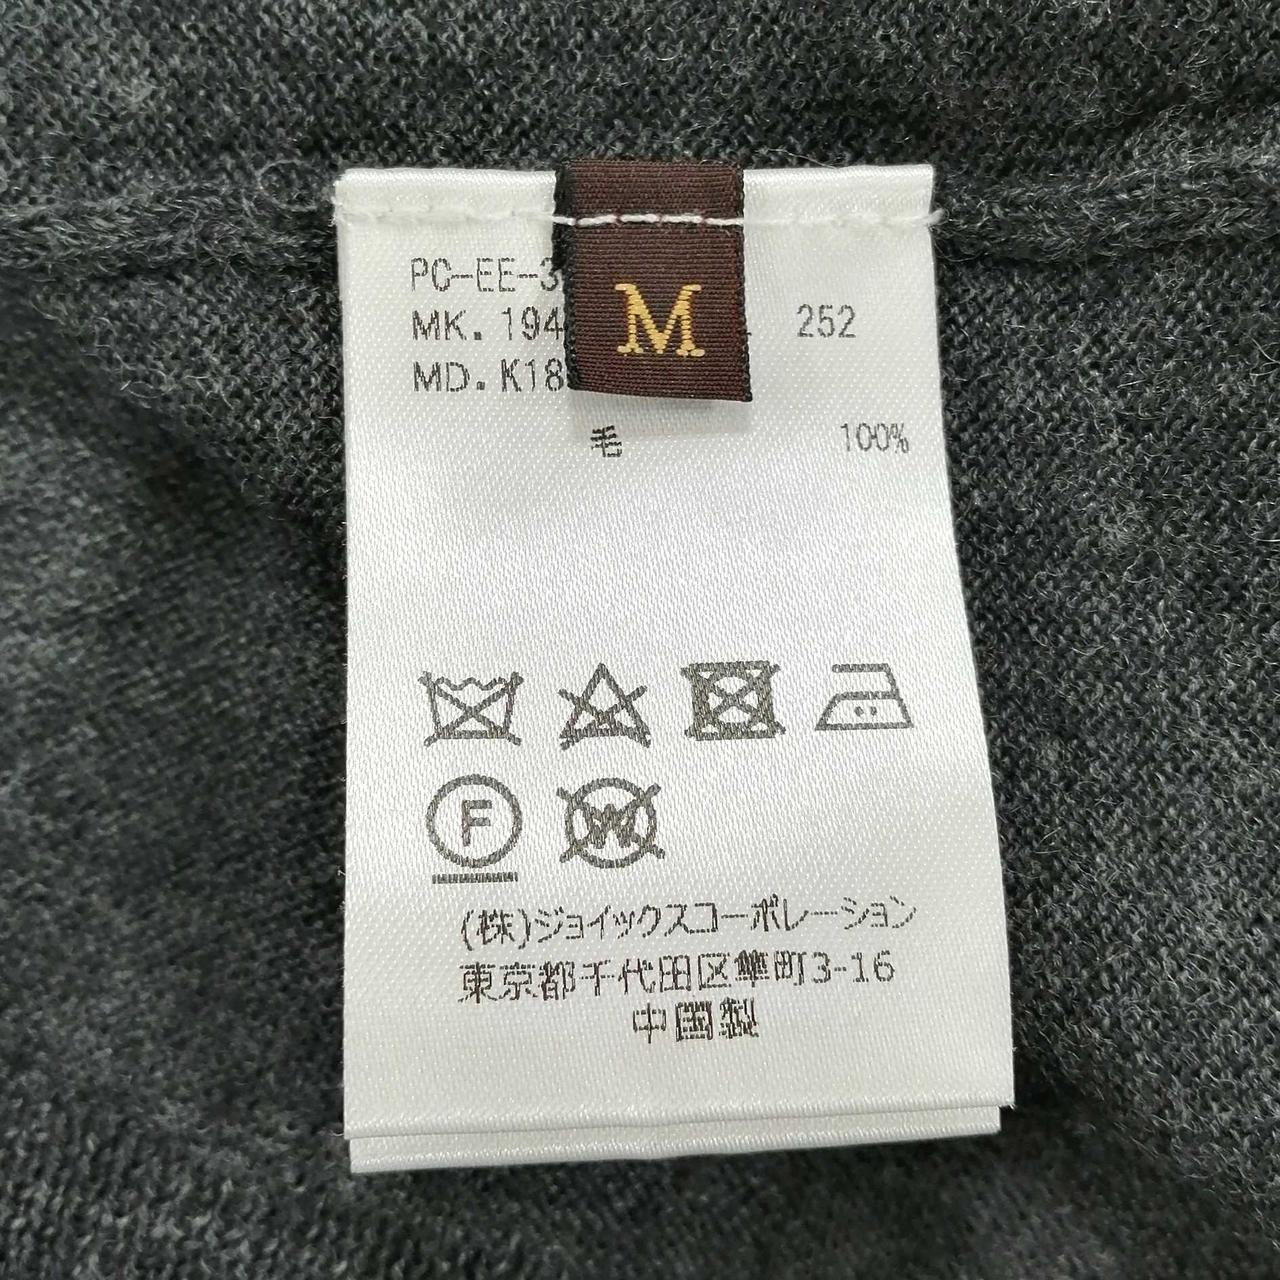 PC-EE-3
M
MK. 194 252
MD. K18
毛 100%
F
W
(株)ジョイックスコーポレーション
東京都千代田区隼町3-16
中国製